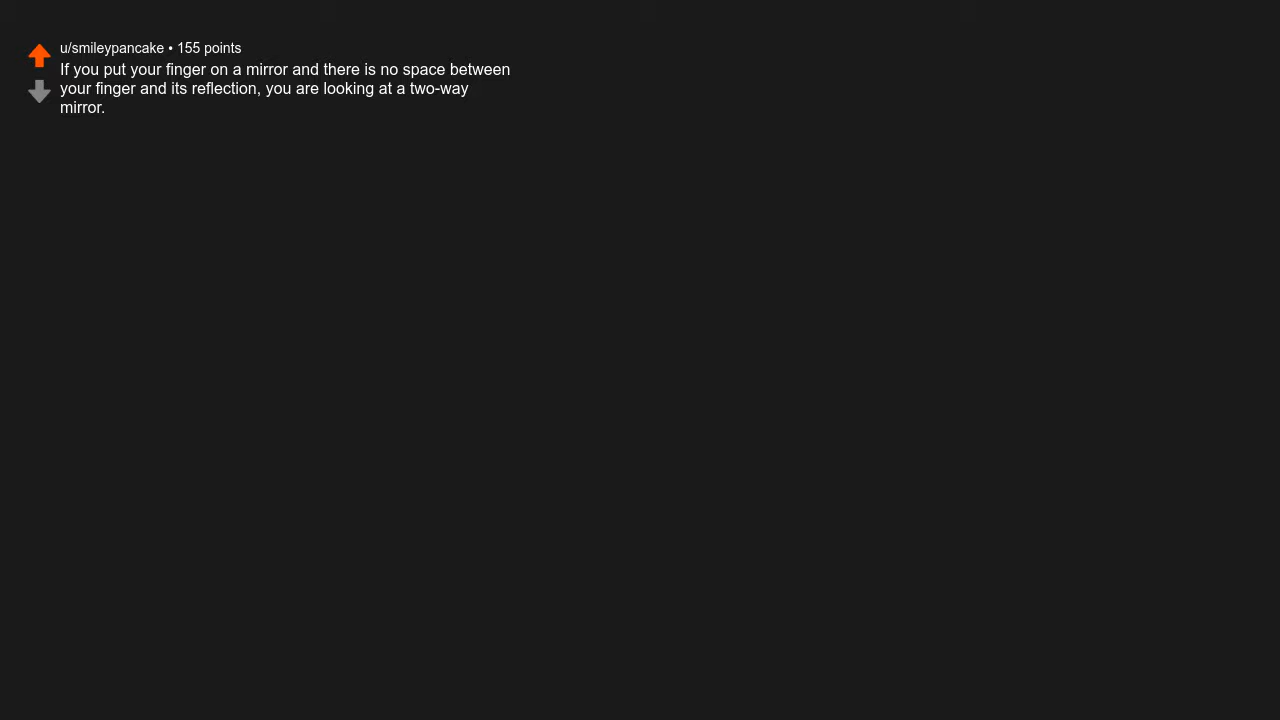 u/smileypancake • 155 points
If you put your finger on a mirror and there is no space between
your finger and its reflection, you are looking at a two-way
mirror.